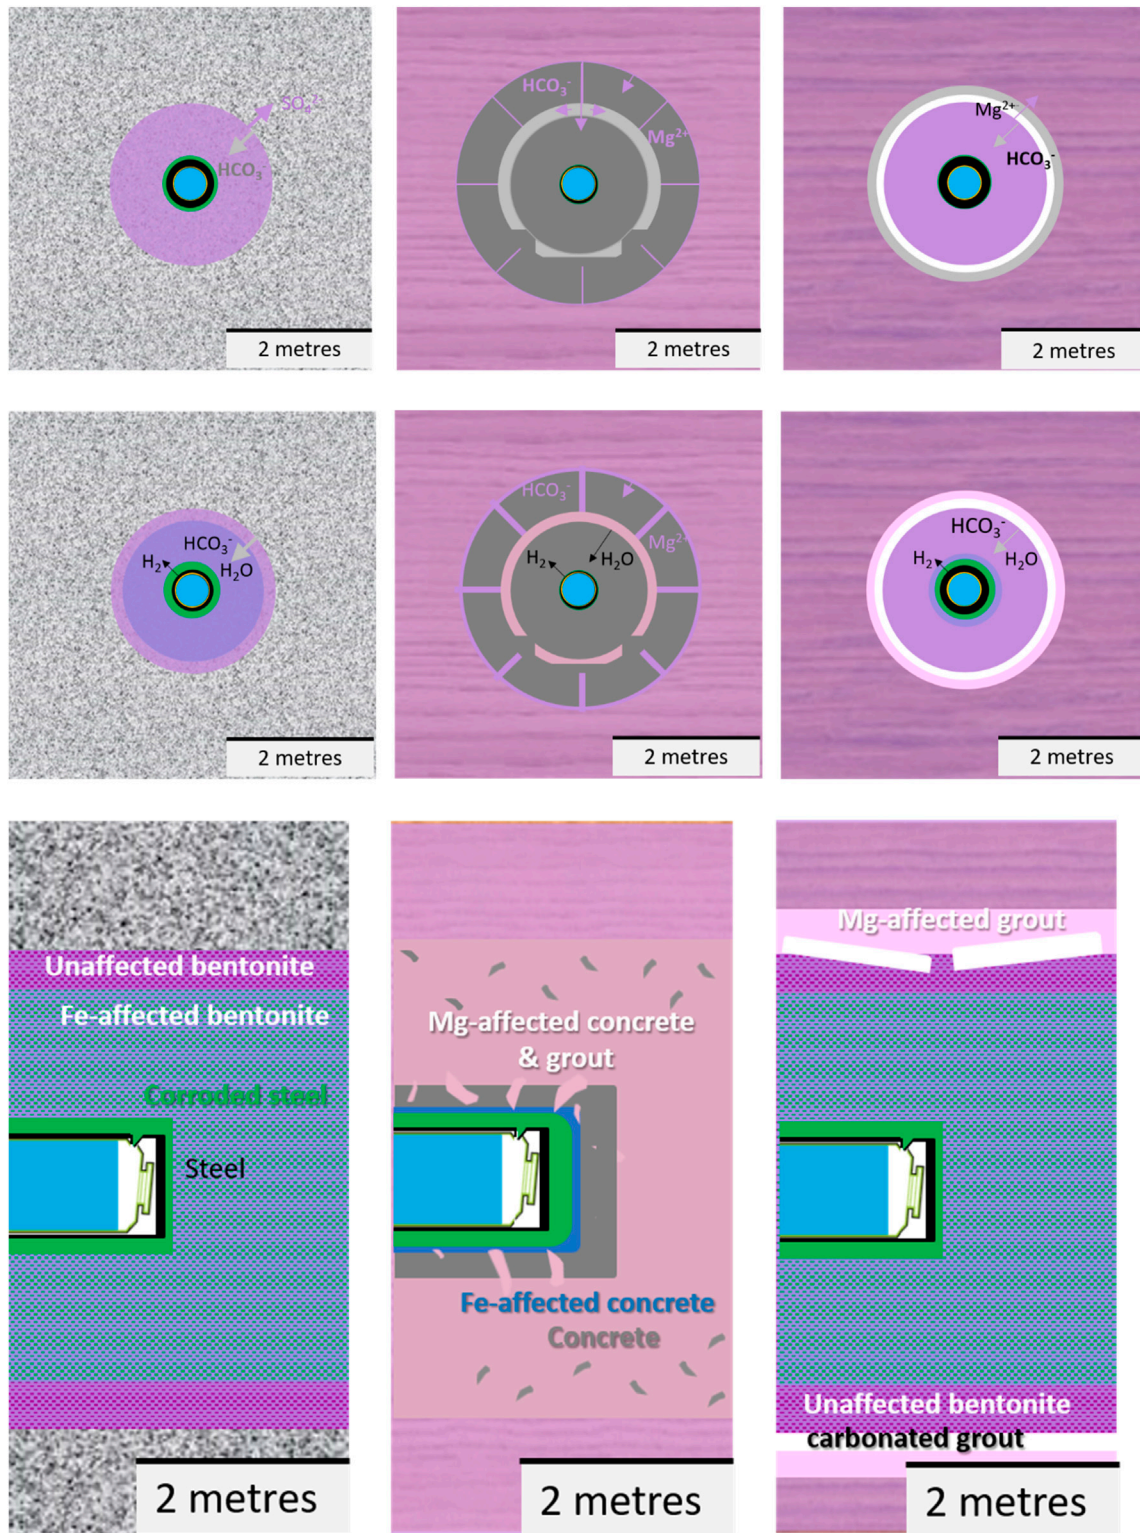 SO₄²⁻
HCO₃⁻
2 metres
HCO₃⁻
Mg²⁺
2 metres
Mg²⁺
HCO₃⁻
2 metres
HCO₃⁻
H₂
H₂O
2 metres
HCO₃⁻
Mg²⁺
H₂
H₂O
2 metres
HCO₃⁻
H₂
H₂O
2 metres
Unaffected bentonite
Fe-affected bentonite
Corroded steel
Steel
2 metres
Mg-affected concrete
& grout
Fe-affected concrete
Concrete
2 metres
Mg-affected grout
Unaffected bentonite
carbonated grout
2 metres